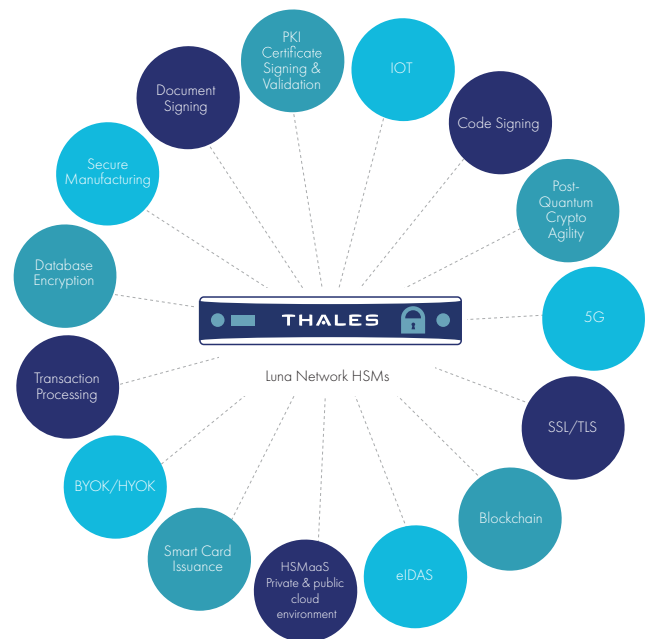 PKI
Certificate
Signing &
Validation
IOT
Code Signing
Post-
Quantum
Crypto
Agility
5G
SSL/TLS
Blockchain
eIDAS
HSMaaS
Private & public
cloud
environment
Smart Card
Issuance
BYOK/HYOK
Transaction
Processing
Database
Encryption
Secure
Manufacturing
Document
Signing
THALES
Luna Network HSMs